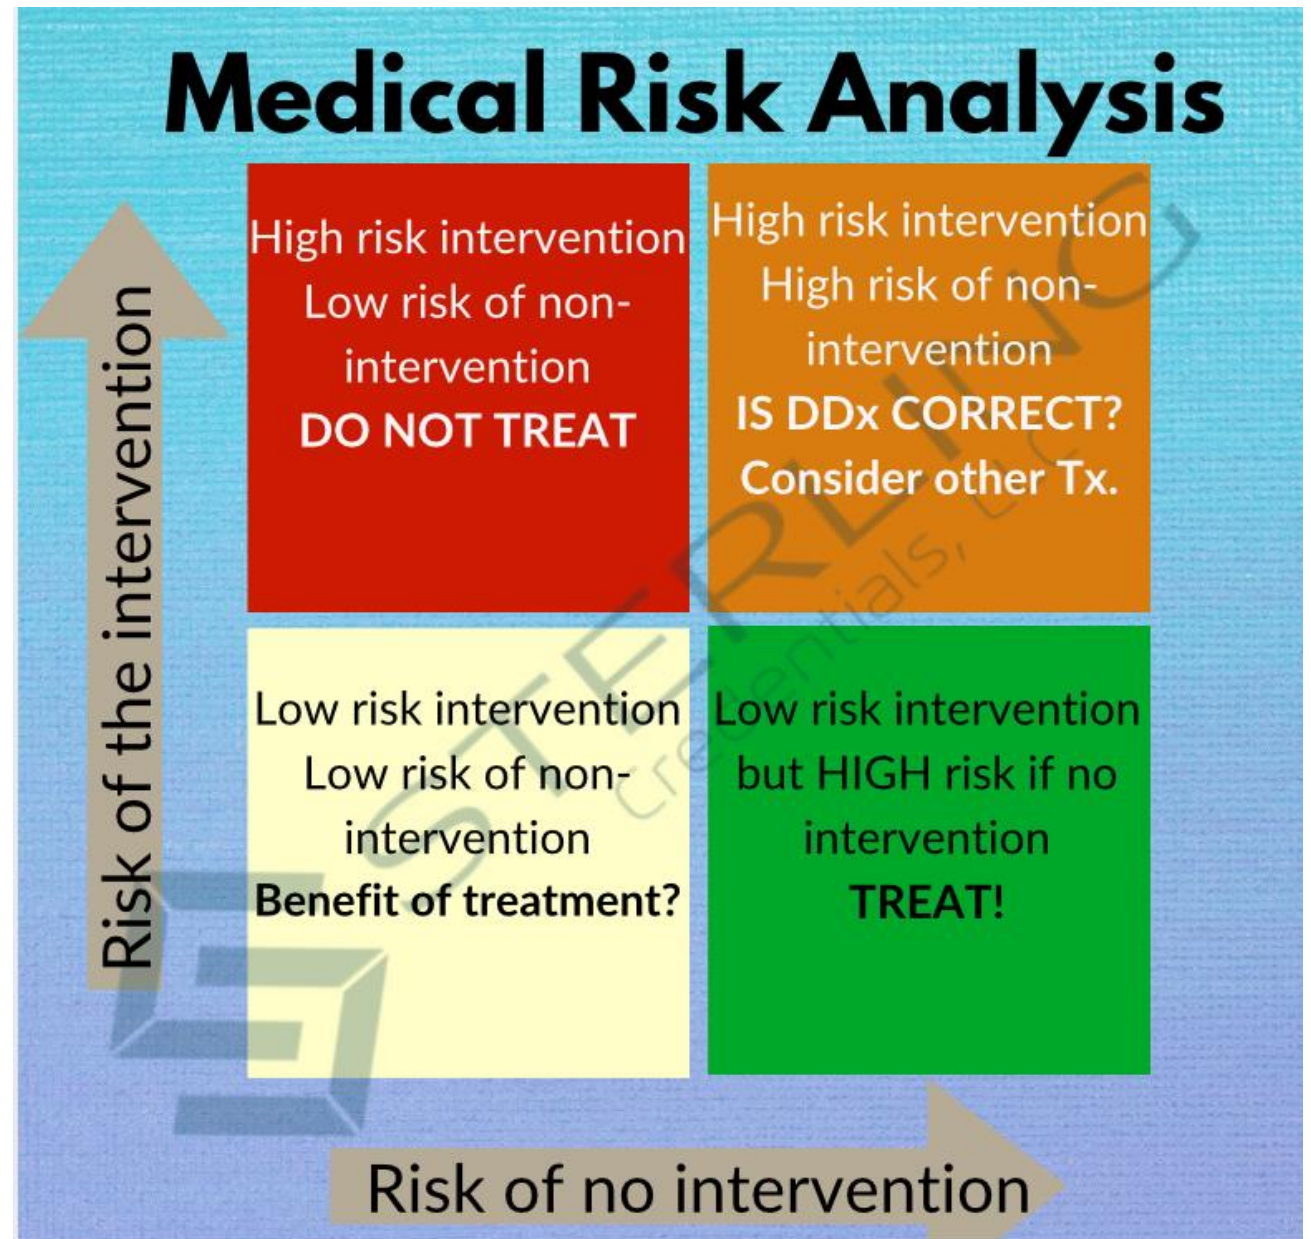 Medical Risk Analysis
High risk intervention
Low risk of non-
intervention
DO NOT TREAT
High risk intervention
High risk of non-
intervention
IS DDx CORRECT?
Consider other Tx.
Risk of the intervention
Low risk intervention
Low risk of non-
intervention
Benefit of treatment?
Low risk intervention
but HIGH risk if no
intervention
TREAT!
Risk of no intervention
STERLING
Credentials, LLC